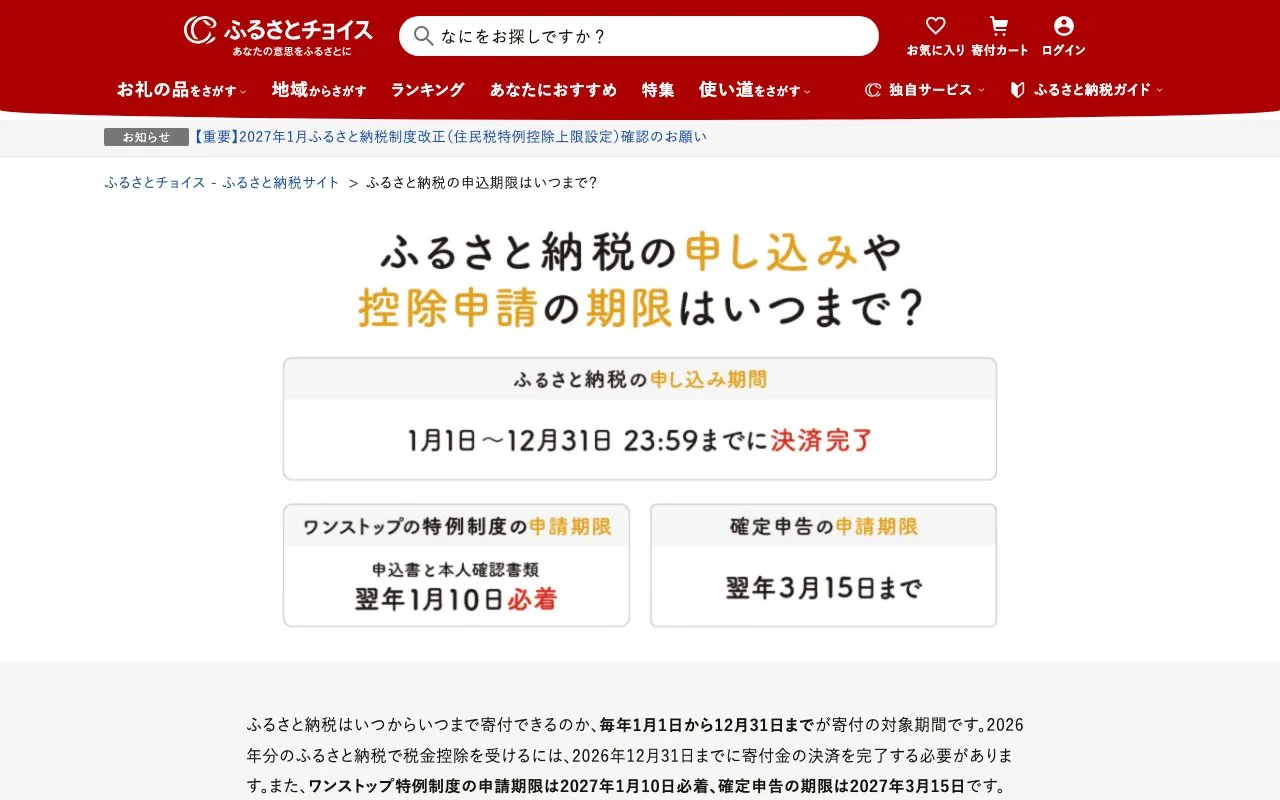 ふるさとチョイス
あなたの意思をふるさとに
なにをお探しですか？
お気に入り 寄付カート ログイン
お礼の品をさがす 地域からさがす ランキング あなたにおすすめ 特集 使い道をさがす 独自サービス ふるさと納税ガイド
お知らせ 【重要】2027年1月ふるさと納税制度改正（住民税特例控除上限設定）確認のお願い
ふるさとチョイス - ふるさと納税サイト > ふるさと納税の申込期限はいつまで？
ふるさと納税の申し込みや
控除申請の期限はいつまで？
ふるさと納税の申し込み期間
1月1日〜12月31日 23:59までに決済完了
ワンストップの特例制度の申請期限
申込書と本人確認書類
翌年1月10日必着
確定申告の申請期限
翌年3月15日まで
ふるさと納税はいつからいつまで寄付できるのか、毎年1月1日から12月31日までが寄付の対象期間です。2026
年分のふるさと納税で税金控除を受けるには、2026年12月31日までに寄付金の決済を完了する必要がありま
す。また、ワンストップ特例制度の申請期限は2027年1月10日必着、確定申告の期限は2027年3月15日です。